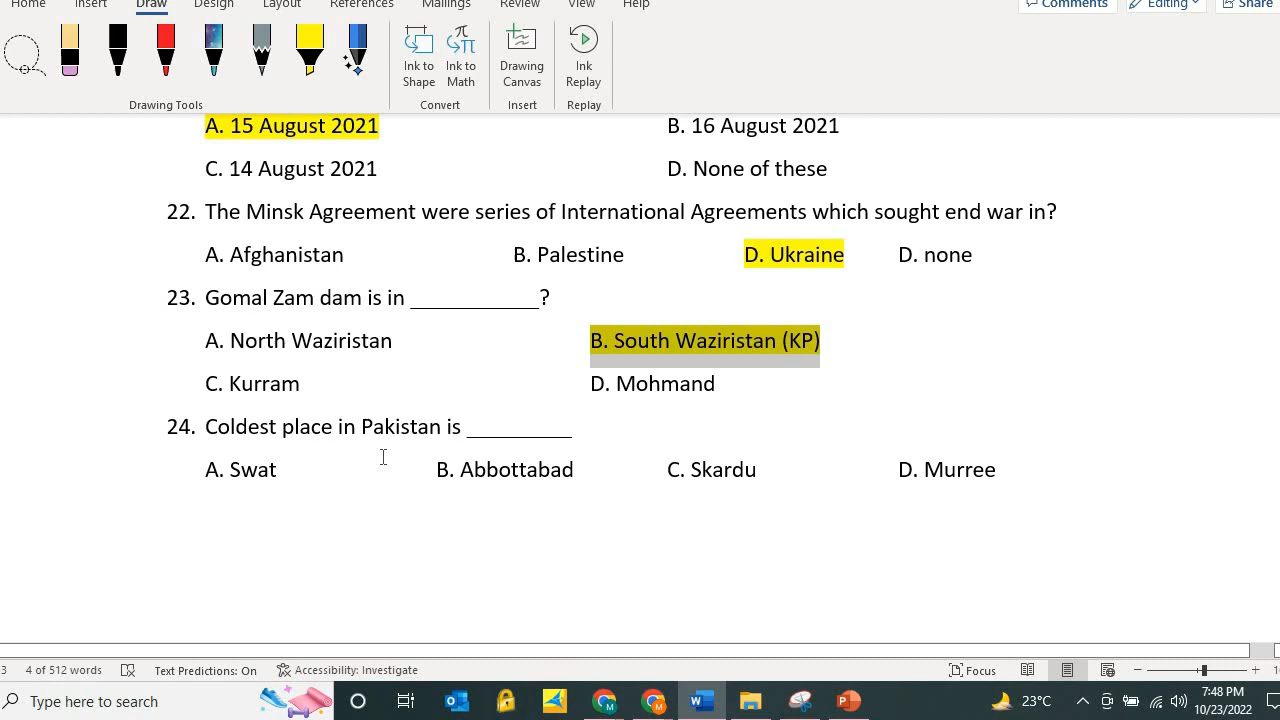 Home Insert Draw Design Layout References Mailings Review View Help Comments Editing Share
Ink to Shape Ink to Math Drawing Canvas Ink Replay
Drawing Tools Convert Insert Replay
A. 15 August 2021 B. 16 August 2021
C. 14 August 2021 D. None of these
22. The Minsk Agreement were series of International Agreements which sought end war in?
A. Afghanistan B. Palestine D. Ukraine D. none
23. Gomal Zam dam is in ___________?
A. North Waziristan B. South Waziristan (KP)
C. Kurram D. Mohmand
24. Coldest place in Pakistan is _________
A. Swat B. Abbottabad C. Skardu D. Murree
3 4 of 512 words Text Predictions: On Accessibility: Investigate Focus
Type here to search 23°C 7:48 PM
10/23/2022